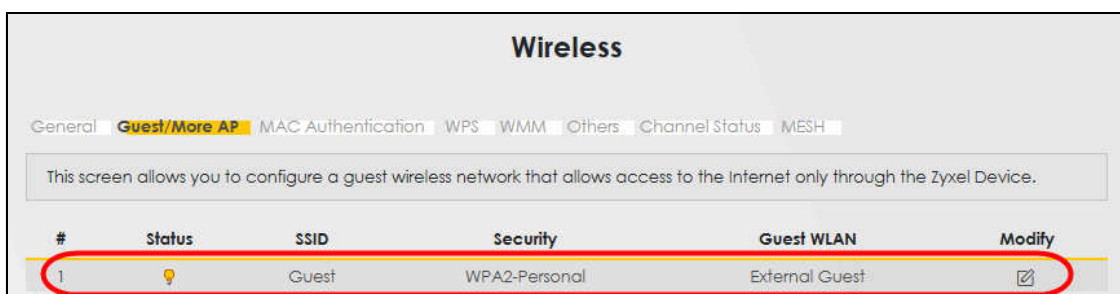 Wireless
General Guest/More AP MAC Authentication WPS WMM Others Channel Status MESH
This screen allows you to configure a guest wireless network that allows access to the Internet only through the Zyxel Device.
# Status SSID Security Guest WLAN Modify
1 Guest WPA2-Personal External Guest